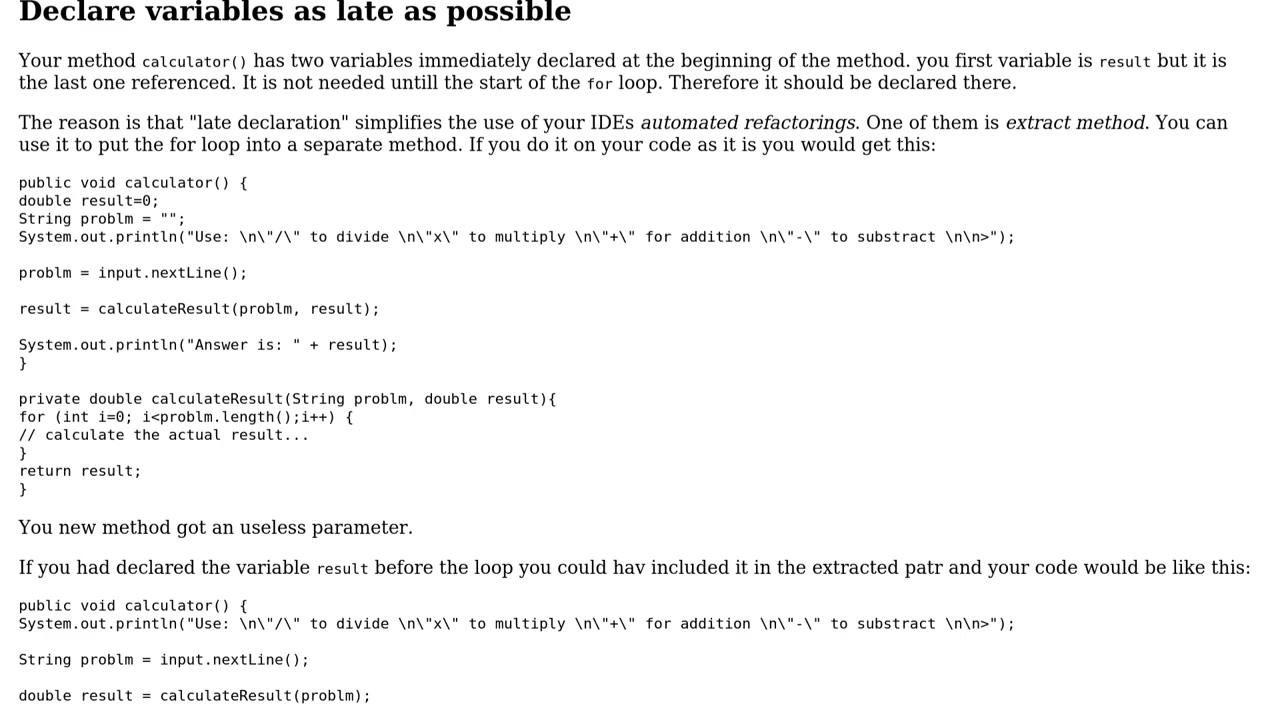 Declare variables as late as possible
Your method calculator() has two variables immediately declared at the beginning of the method. you first variable is result but it is
the last one referenced. It is not needed untill the start of the for loop. Therefore it should be declared there.
The reason is that "late declaration" simplifies the use of your IDEs automated refactorings. One of them is extract method. You can
use it to put the for loop into a separate method. If you do it on your code as it is you would get this:
public void calculator() {
double result=0;
String problm = "";
System.out.println("Use: \n\"/\" to divide \n\"x\" to multiply \n\"+\" for addition \n\"-\" to substract \n\n>");
problm = input.nextLine();
result = calculateResult(problm, result);
System.out.println("Answer is: " + result);
}
private double calculateResult(String problm, double result){
for (int i=0; i<problm.length();i++) {
// calculate the actual result...
}
return result;
}
You new method got an useless parameter.
If you had declared the variable result before the loop you could hav included it in the extracted patr and your code would be like this:
public void calculator() {
System.out.println("Use: \n\"/\" to divide \n\"x\" to multiply \n\"+\" for addition \n\"-\" to substract \n\n>");
String problm = input.nextLine();
double result = calculateResult(problm);